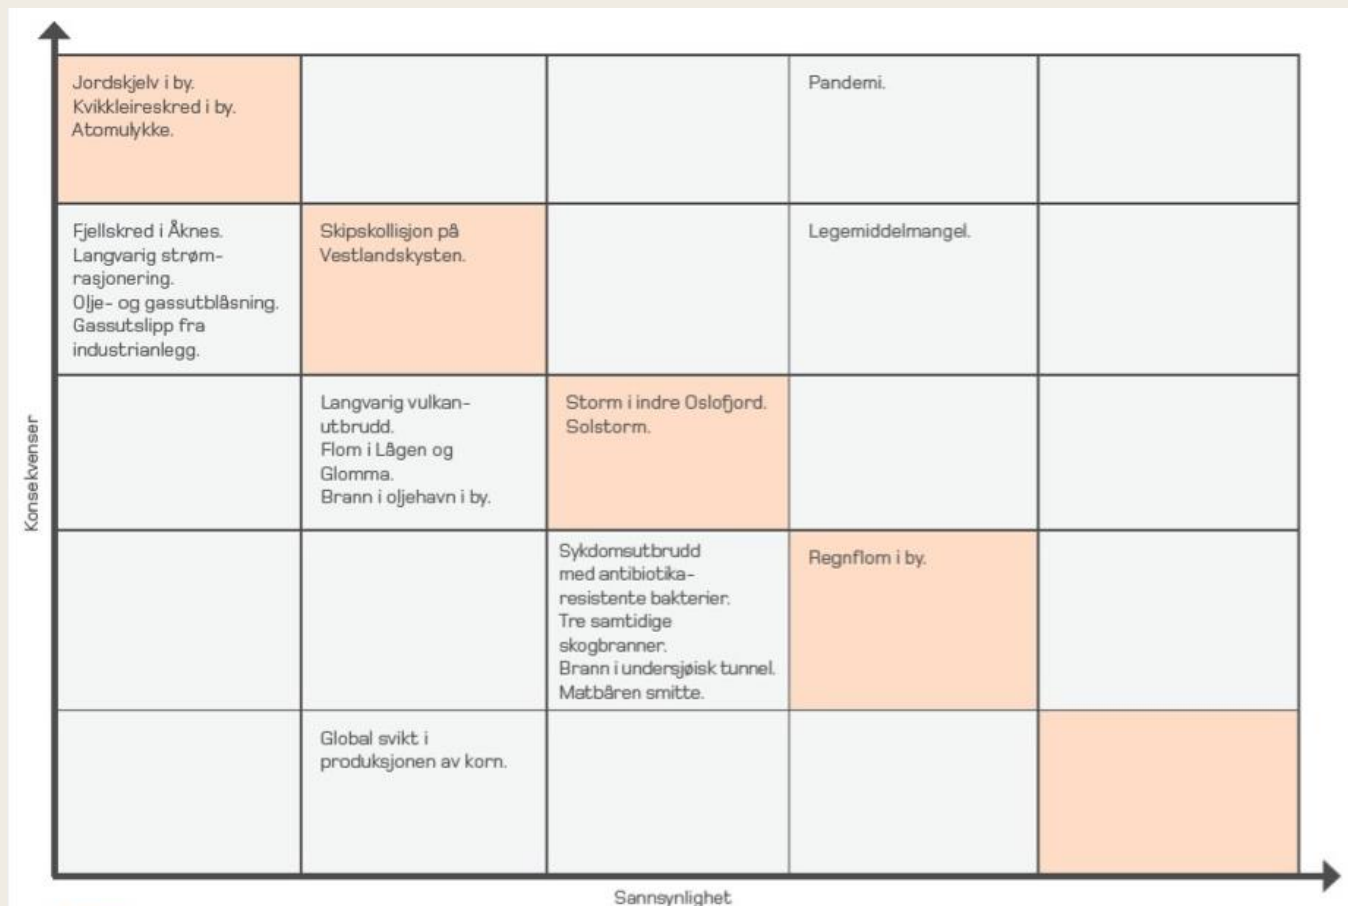 Jordskjelv i by.
Kvikkleireskred i by.
Atomulykke.
Pandemi.
Fjellskred i Åknes.
Langvarig strøm-
rasjonering.
Olje- og gassutblåsning.
Gassutslipp fra
industrianlegg.
Skipskollisjon på
Vestlandskysten.
Legemiddelmangel.
Langvarig vulkan-
utbrudd.
Flom i Lågen og
Glomma.
Brann i oljehavn i by.
Storm i indre Oslofjord.
Solstorm.
Sykdomsutbrudd
med antibiotika-
resistente bakterier.
Tre samtidige
skogbranner.
Brann i undersjøisk tunnel.
Matbåren smitte.
Regnflom i by.
Global svikt i
produksjonen av korn.
Konsekvenser
Sannsynlighet